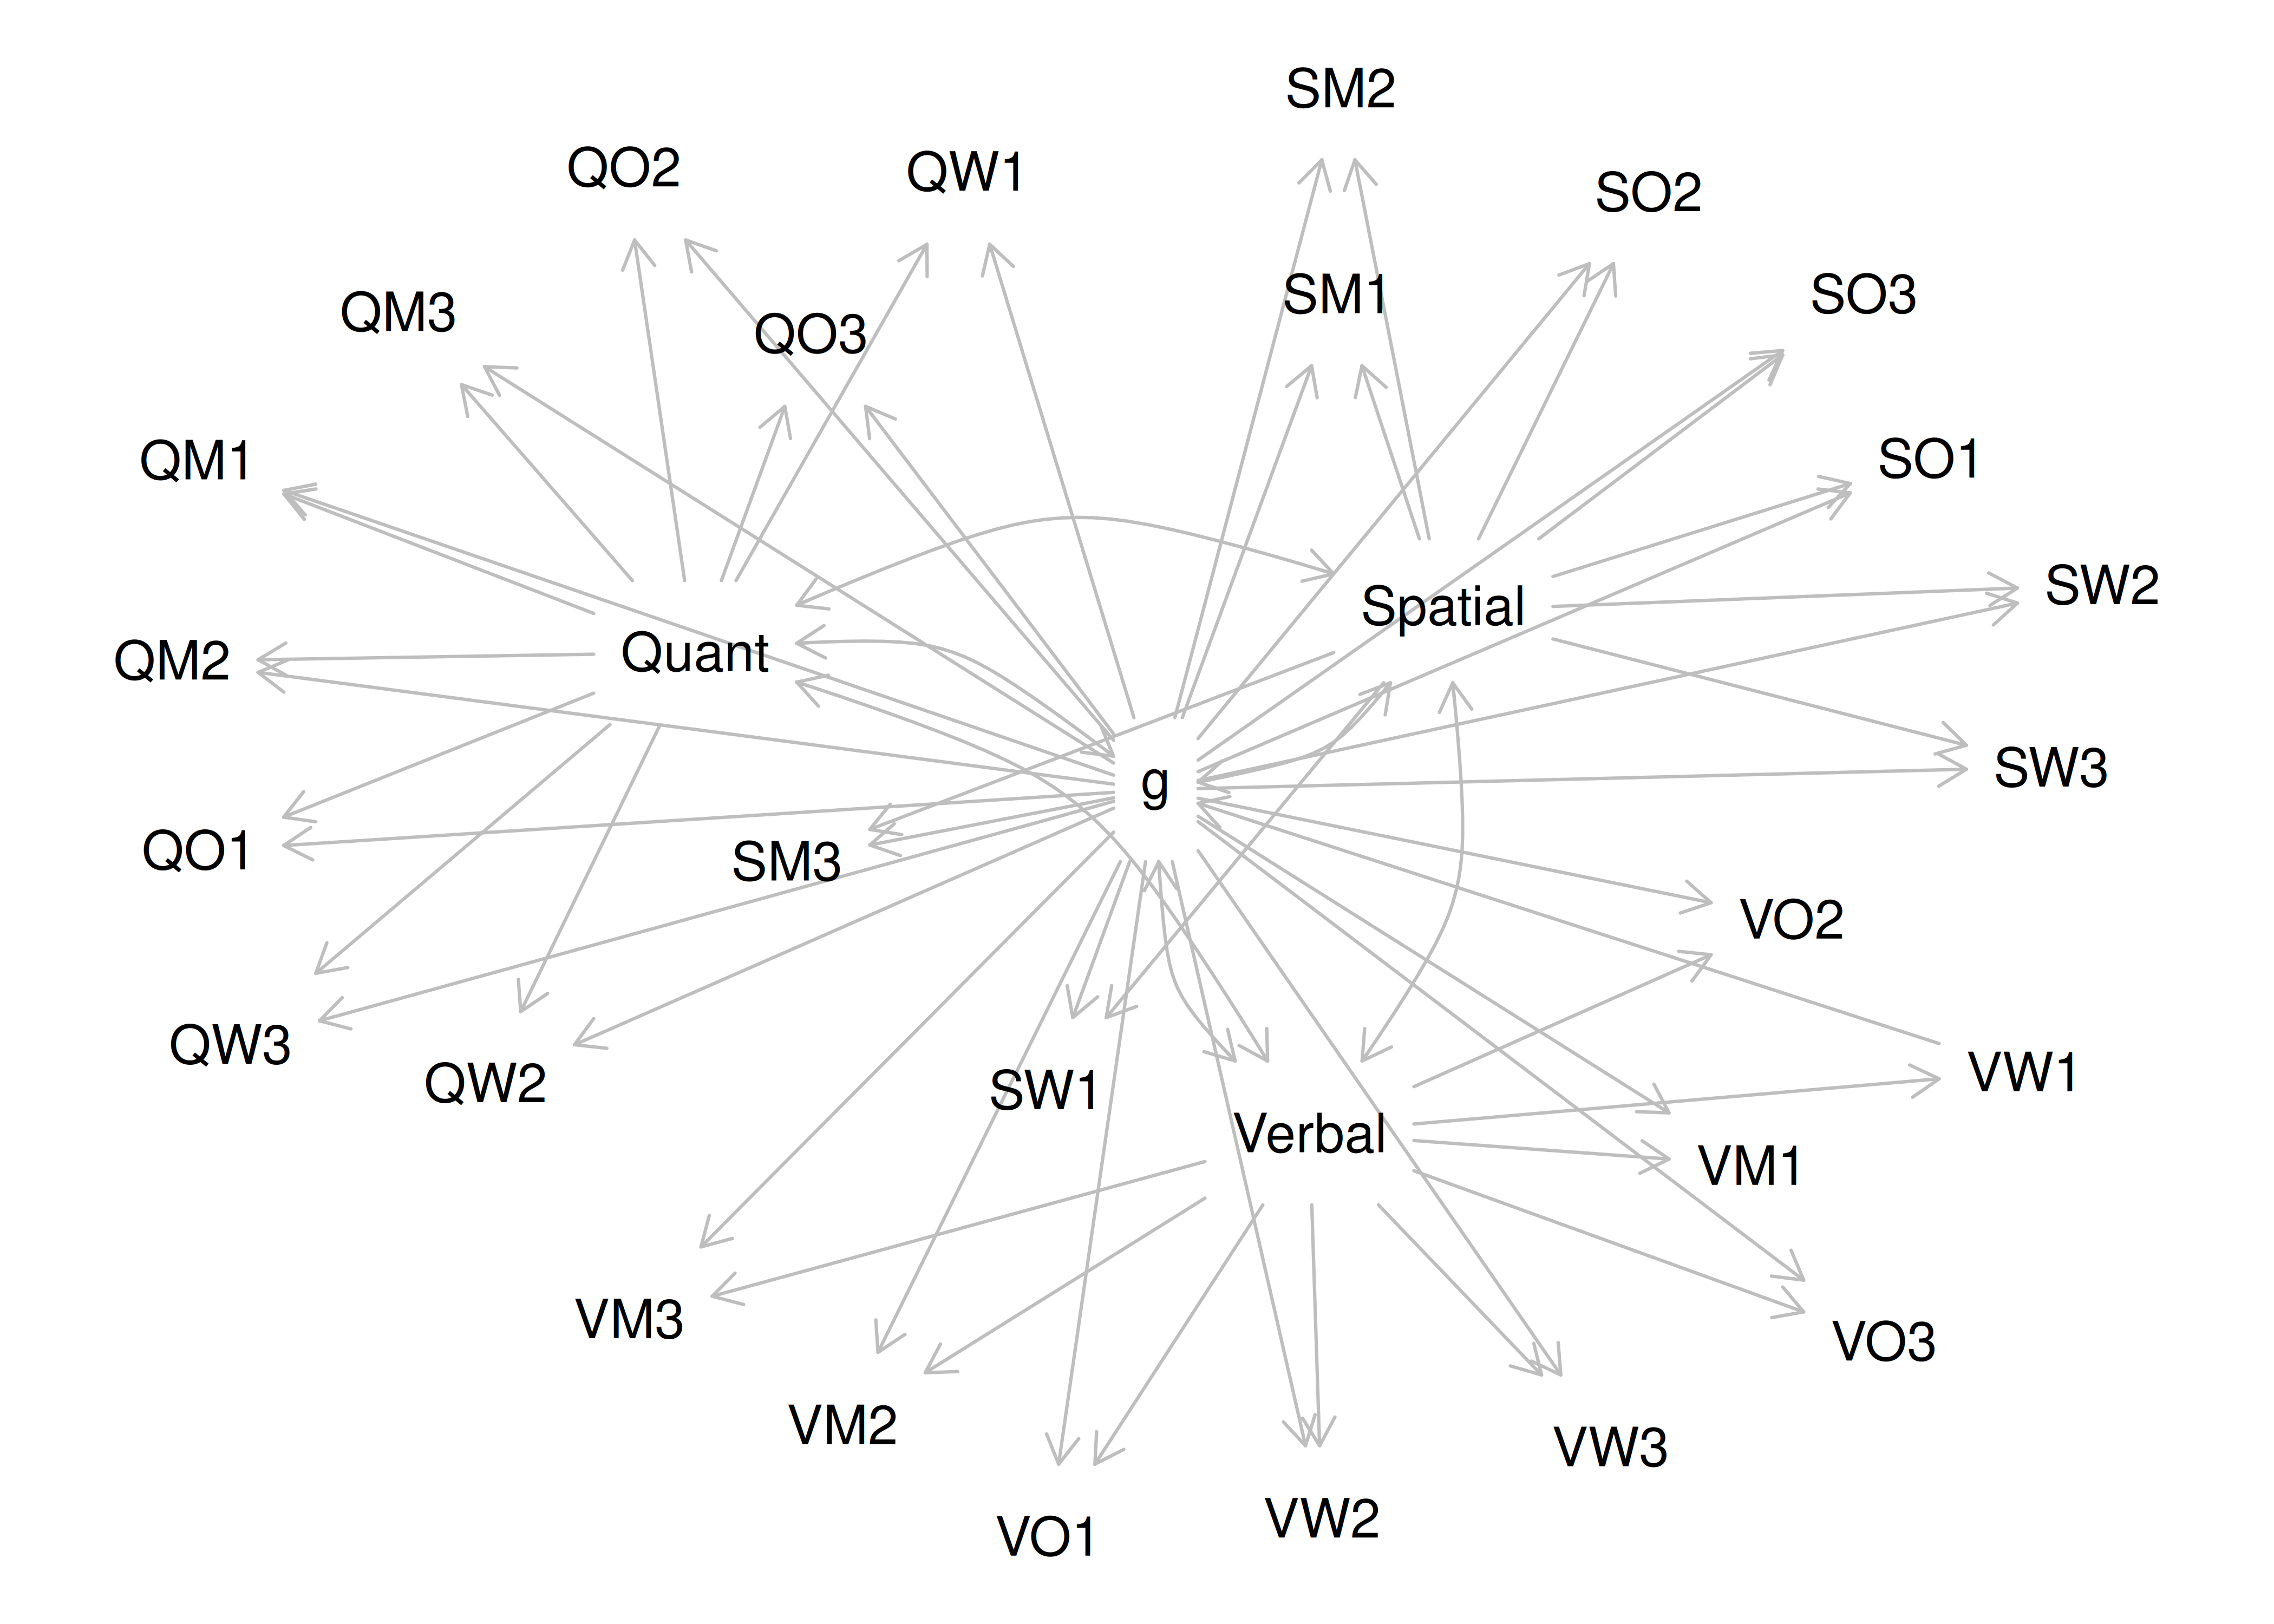 SM2
QO2
QW1
SO2
QM3
QO3
SM1
SO3
QM1
SO1
SW2
Spatial
Quant
QM2
SW3
g
QO1
SM3
VO2
QW3
QW2
SW1
VW1
Verbal
VM1
VM3
VO3
VM2
VW3
VO1
VW2